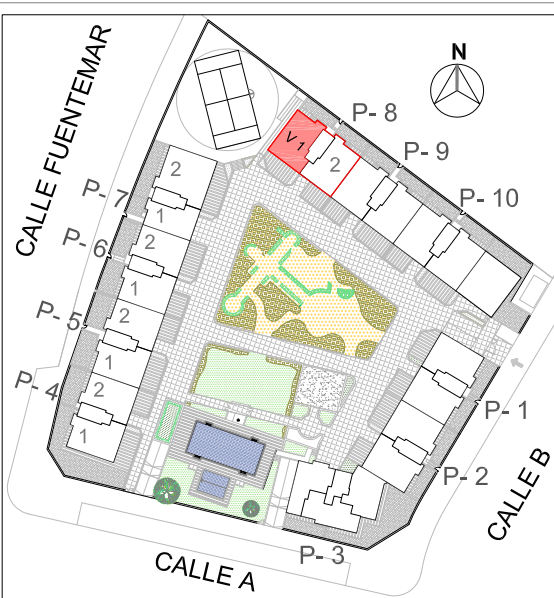 CALLE FUENTEMAR
N
P- 8
V 1
2
P- 9
P- 10
2
P- 7
1
2
P- 6
1
2
P- 5
1
2
P- 4
1
P- 1
P- 2
CALLE B
P- 3
CALLE A